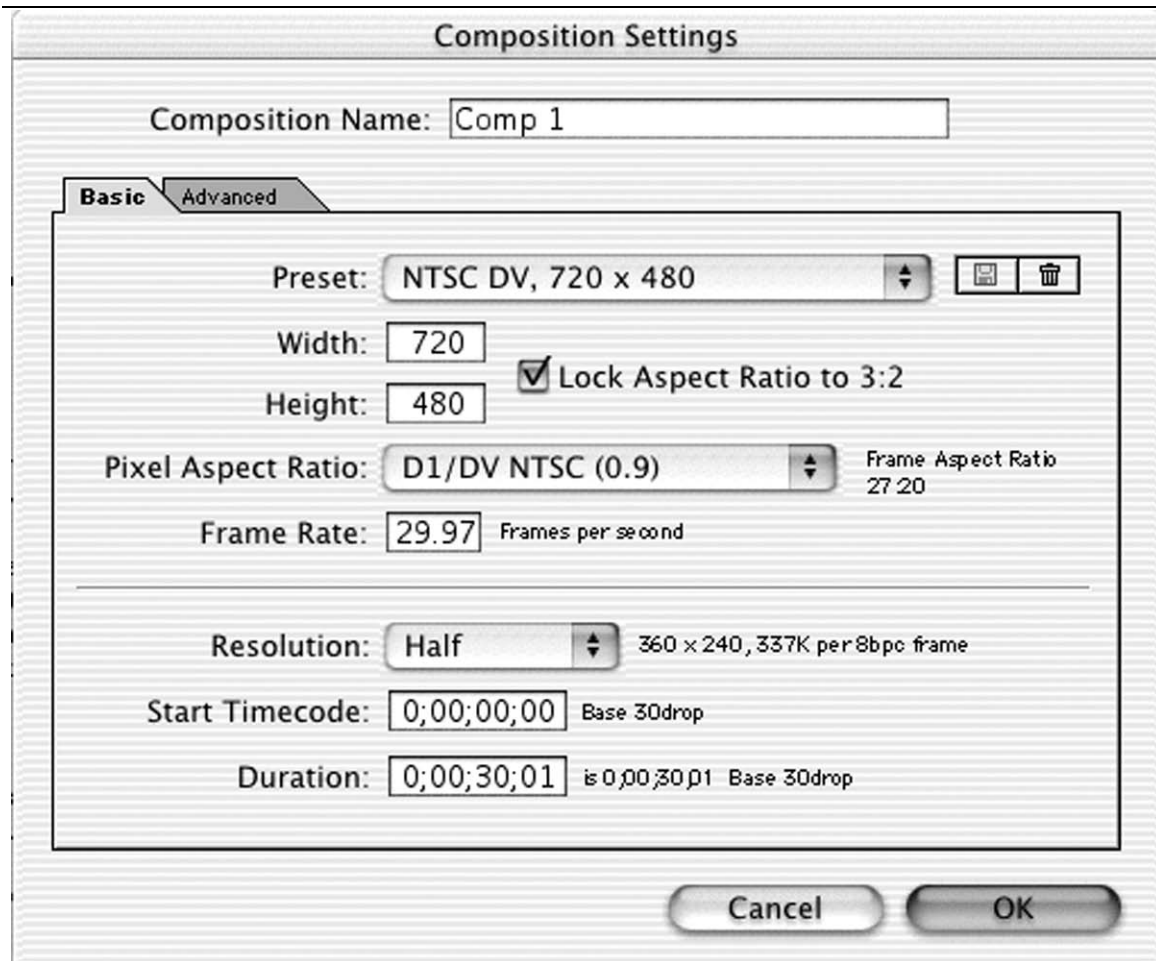 Composition Settings
Composition Name: Comp 1
Basic Advanced
Preset: NTSC DV, 720 x 480
Width: 720
Lock Aspect Ratio to 3:2
Height: 480
Pixel Aspect Ratio: D1/DV NTSC (0.9) Frame Aspect Ratio
27:20
Frame Rate: 29.97 Frames per second
Resolution: Half 360 x 240, 337K per 8bpc frame
Start Timecode: 0;00;00;00 Base 30drop
Duration: 0;00;30;01 is 0;00;30;01 Base 30drop
Cancel OK